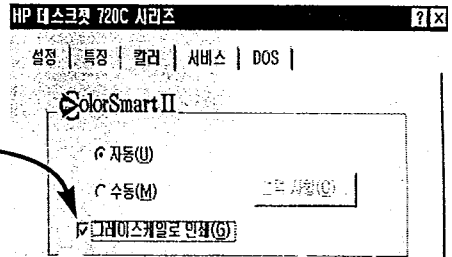 HP 데스크젯 720C 시리즈
설정 | 특징 | 칼러 | 서비스 | DOS |
ColorSmart II
자동(U)
수동(M)
그레이스케일로 인쇄(G)